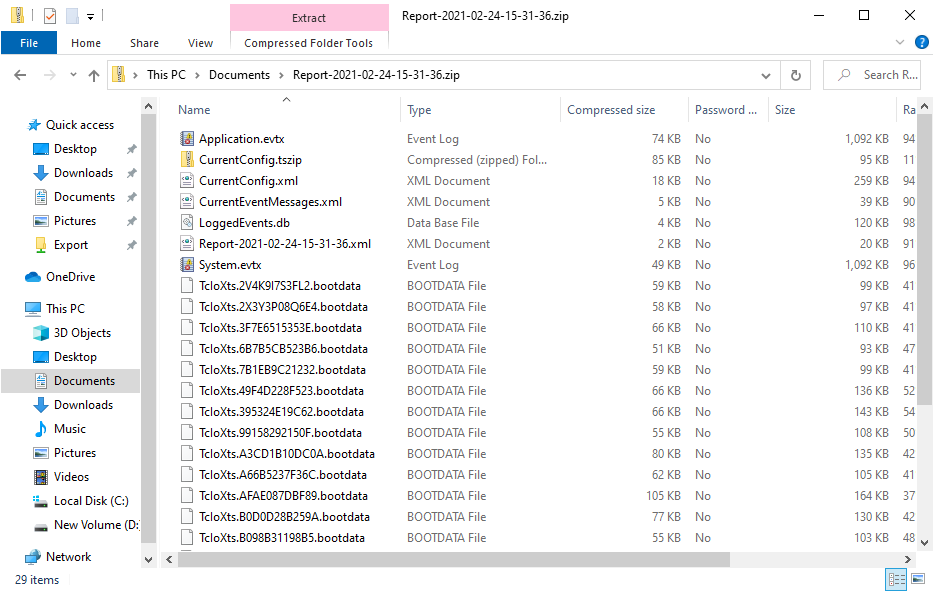 Extract
Report-2021-02-24-15-31-36.zip
File Home Share View Compressed Folder Tools
This PC Documents Report-2021-02-24-15-31-36.zip
Search R...
Name Type Compressed size Password ... Size Ra
Quick access
Desktop
Downloads
Documents
Pictures
Export
OneDrive
This PC
3D Objects
Desktop
Documents
Downloads
Music
Pictures
Videos
Local Disk (C:)
New Volume (D:
Network
Application.evtx Event Log 74 KB No 1,092 KB 94
CurrentConfig.tszip Compressed (zipped) Fol... 85 KB No 95 KB 11
CurrentConfig.xml XML Document 18 KB No 259 KB 94
CurrentEventMessages.xml XML Document 5 KB No 39 KB 90
LoggedEvents.db Data Base File 4 KB No 120 KB 98
Report-2021-02-24-15-31-36.xml XML Document 2 KB No 20 KB 91
System.evtx Event Log 49 KB No 1,092 KB 96
TcIoXts.2V4K9I7S3FL2.bootdata BOOTDATA File 59 KB No 99 KB 41
TcIoXts.2X3Y3P08Q6E4.bootdata BOOTDATA File 58 KB No 97 KB 41
TcIoXts.3F7E6515353E.bootdata BOOTDATA File 66 KB No 110 KB 41
TcIoXts.6B7B5CB523B6.bootdata BOOTDATA File 51 KB No 93 KB 47
TcIoXts.7B1EB9C21232.bootdata BOOTDATA File 59 KB No 99 KB 41
TcIoXts.49F4D228F523.bootdata BOOTDATA File 66 KB No 136 KB 52
TcIoXts.395324E19C62.bootdata BOOTDATA File 66 KB No 143 KB 54
TcIoXts.99158292150F.bootdata BOOTDATA File 55 KB No 108 KB 50
TcIoXts.A3CD1B10DC0A.bootdata BOOTDATA File 80 KB No 135 KB 42
TcIoXts.A66B5237F36C.bootdata BOOTDATA File 62 KB No 105 KB 41
TcIoXts.AFAE087DBF89.bootdata BOOTDATA File 105 KB No 164 KB 37
TcIoXts.B0D0D28B259A.bootdata BOOTDATA File 77 KB No 130 KB 42
TcIoXts.B098B31198B5.bootdata BOOTDATA File 55 KB No 103 KB 48
29 items